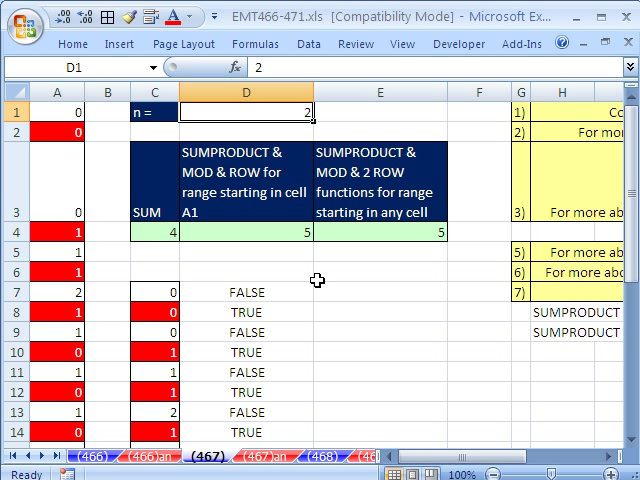 EMT466-471.xls [Compatibility Mode] - Microsoft Ex...
Home Insert Page Layout Formulas Data Review View Developer Add-Ins
D1 fx 2
A B C D E F G H
1 0 n = 2 1) Co
2 0 2) For mor
SUMPRODUCT & SUMPRODUCT &
MOD & ROW for MOD & 2 ROW
range starting in cell functions for range
3 0 SUM A1 starting in any cell 3) For more abo
4 1 4 5 5
5 1 5) For more abo
6 1 6) For more abo
7 2 0 FALSE 7)
8 1 0 TRUE SUMPRODUCT
9 1 0 FALSE SUMPRODUCT
10 0 1 TRUE
11 1 1 FALSE
12 0 1 TRUE
13 1 2 FALSE
14 0 1 TRUE
(466) (466)an (467) (467)an (468)
Ready 100%